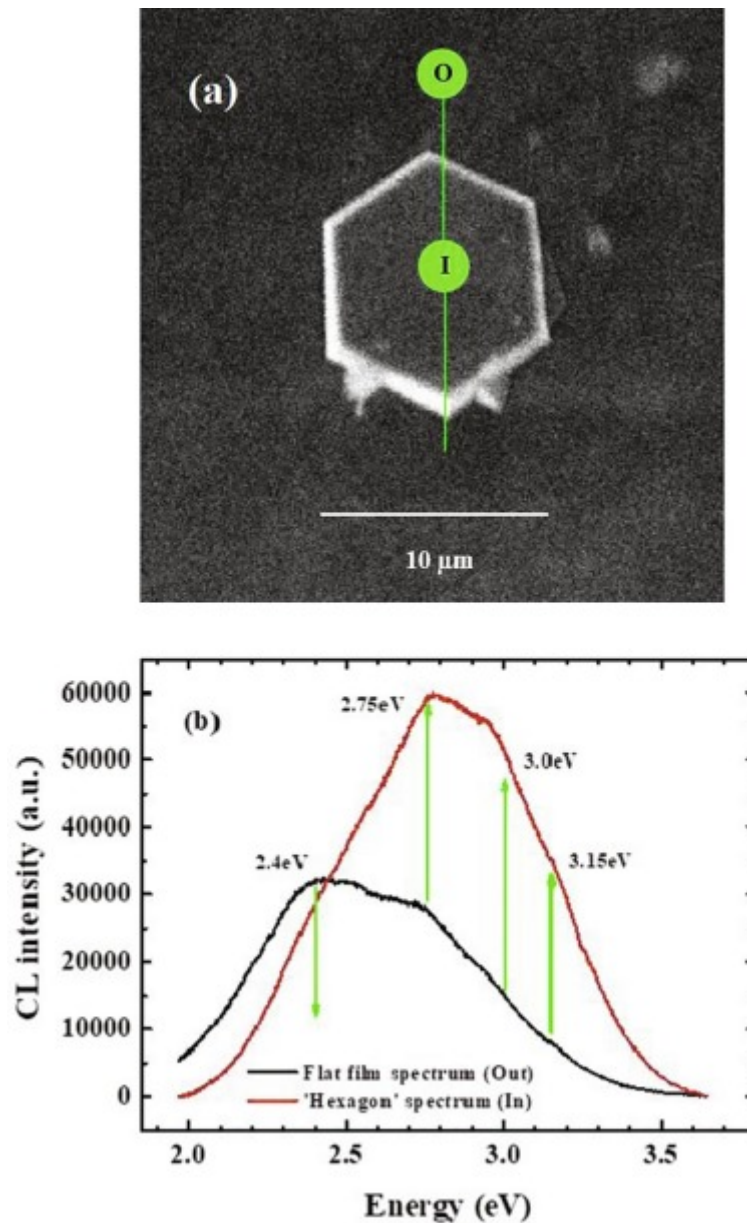 (a)
O
I
10 µm
(b)
2.75eV
3.0eV
2.4eV
3.15eV
CL intensity (a.u.)
60000
50000
40000
30000
20000
10000
0
Flat film spectrum (Out)
'Hexagon' spectrum (In)
2.0 2.5 3.0 3.5
Energy (eV)